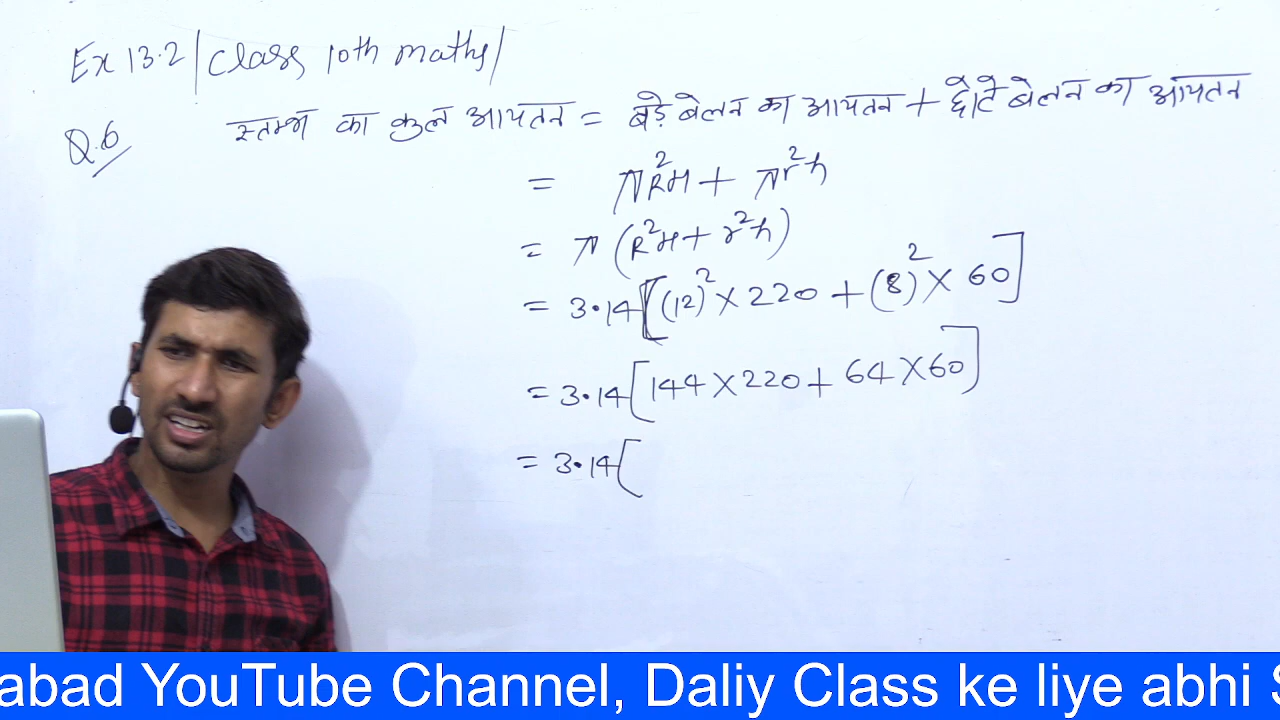 Ex 13.2 | Class 10th maths |
Q.6 स्तम्भ का कुल आयतन = बड़े बेलन का आयतन + छोटे बेलन का आयतन
= πR²H + πr²h
= π (R²H + r²h)
= 3.14 [(12)² × 220 + (8)² × 60]
= 3.14 [144 × 220 + 64 × 60]
= 3.14 [
abad YouTube Channel, Daliy Class ke liye abhi S